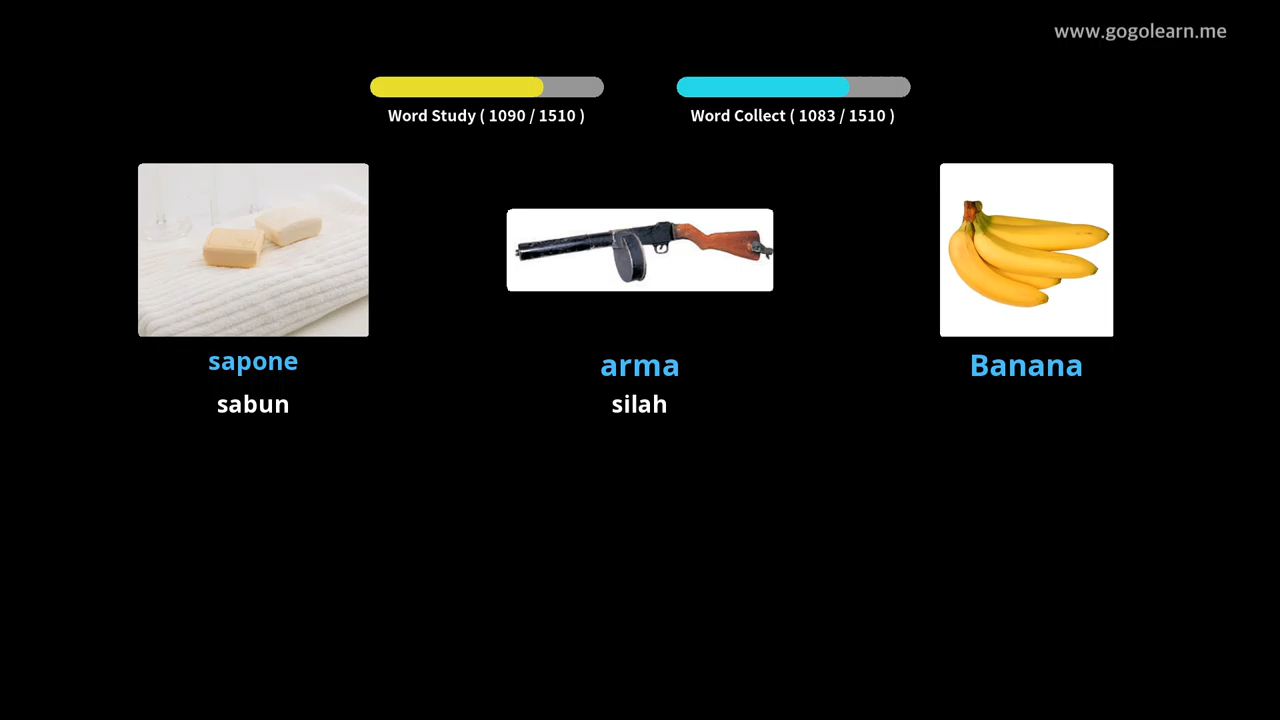 www.gogolearn.me
Word Study ( 1090 / 1510 )
Word Collect ( 1083 / 1510 )
sapone
sabun
arma
silah
Banana